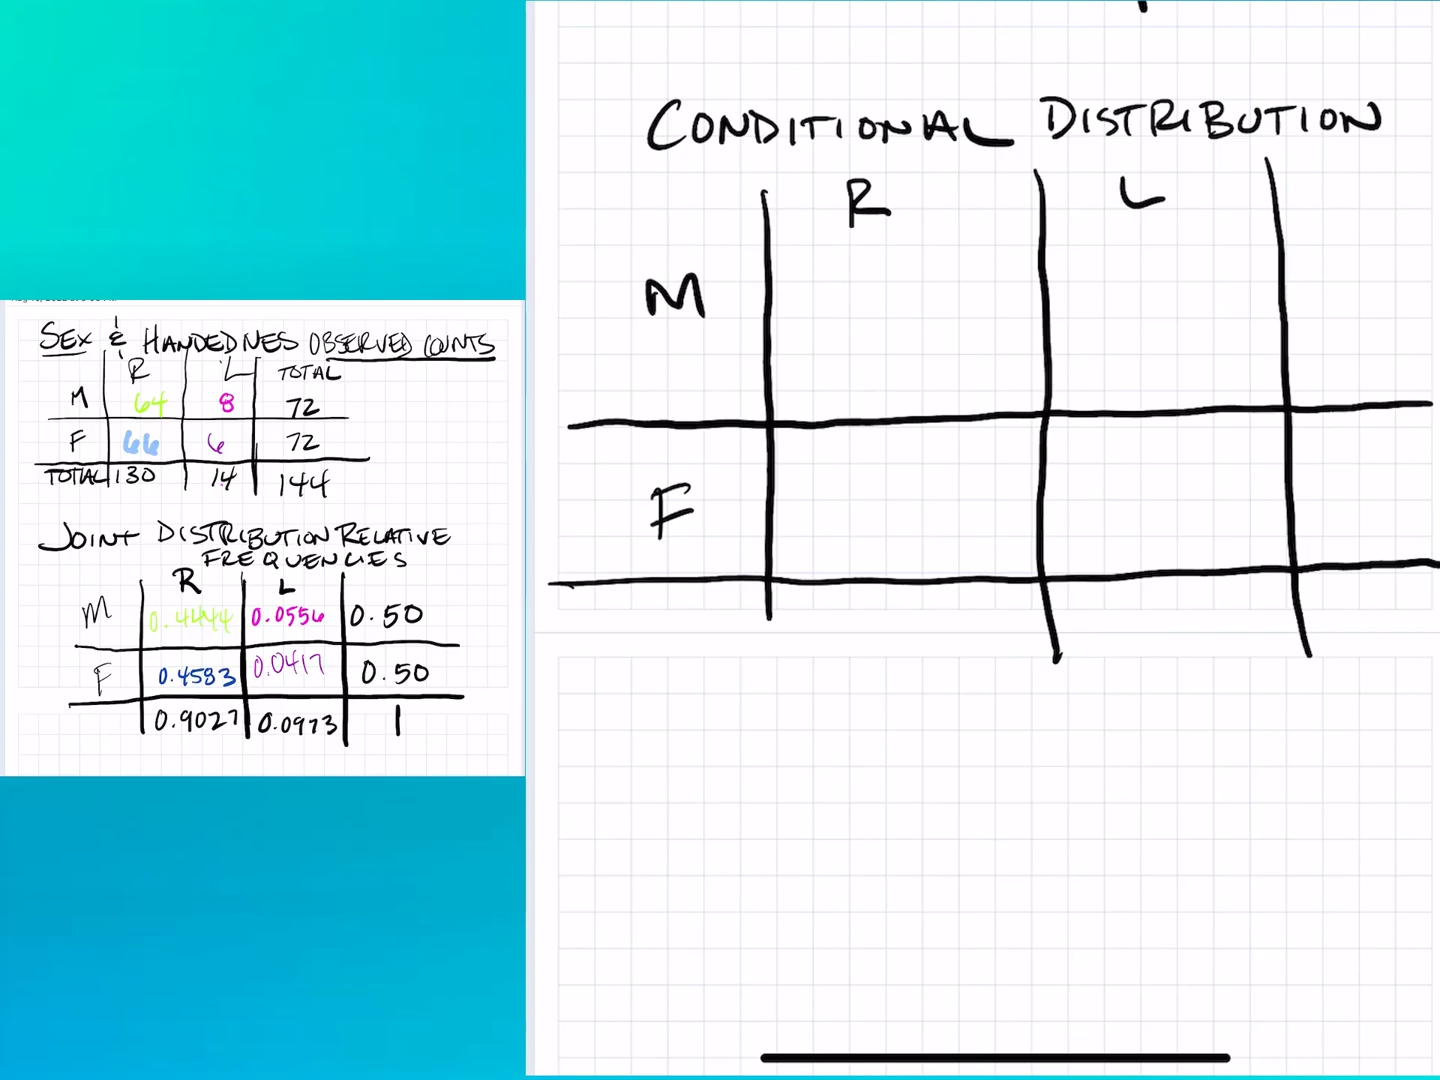 SEX & HANDEDNES OBSERVED COUNTS
R L TOTAL
M 64 8 72
F 66 6 72
TOTAL 130 14 144
JOINT DISTRIBUTION RELATIVE
FREQUENCIES
R L
M 0.4444 0.0556 0.50
F 0.4583 0.0417 0.50
0.9027 0.0973 1
CONDITIONAL DISTRIBUTION
R L
M
F